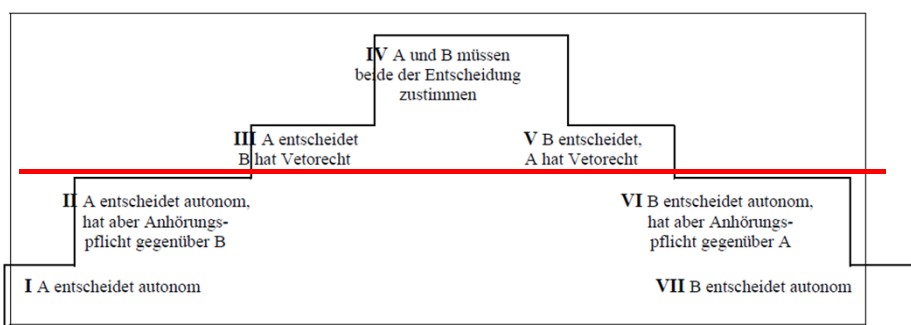 IV A und B müssen
beide der Entscheidung
zustimmen
III A entscheidet
B hat Vetorecht
V B entscheidet,
A hat Vetorecht
II A entscheidet autonom,
hat aber Anhörungs-
pflicht gegenüber B
VI B entscheidet autonom,
hat aber Anhörungs-
pflicht gegenüber A
I A entscheidet autonom
VII B entscheidet autonom